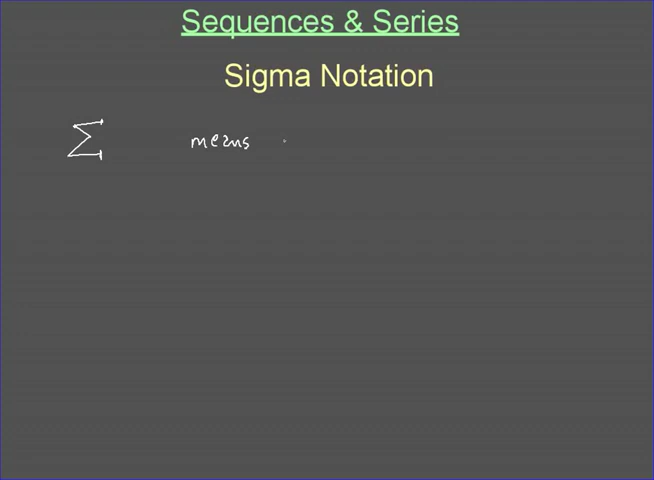 Sequences & Series
Sigma Notation
Σ means